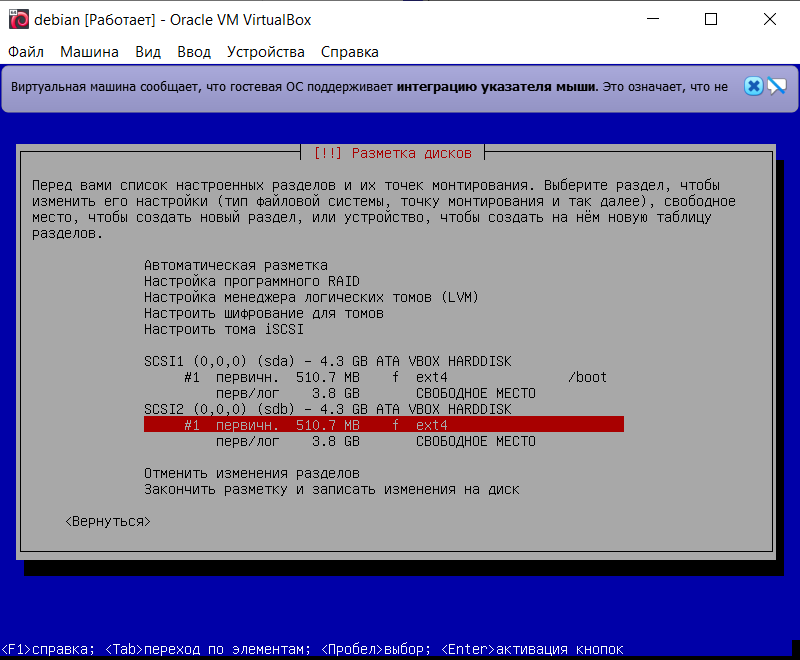 debian [Работает] - Oracle VM VirtualBox
Файл Машина Вид Ввод Устройства Справка
Виртуальная машина сообщает, что гостевая ОС поддерживает интеграцию указателя мыши. Это означает, что не
[!!] Разметка дисков
Перед вами список настроенных разделов и их точек монтирования. Выберите раздел, чтобы
изменить его настройки (тип файловой системы, точку монтирования и так далее), свободное
место, чтобы создать новый раздел, или устройство, чтобы создать на нём новую таблицу
разделов.
Автоматическая разметка
Настройка программного RAID
Настройка менеджера логических томов (LVM)
Настроить шифрование для томов
Настроить тома iSCSI
SCSI1 (0,0,0) (sda) - 4.3 GB ATA VBOX HARDDISK
#1 первичн. 510.7 MB f ext4 /boot
перв/лог 3.8 GB СВОБОДНОЕ МЕСТО
SCSI2 (0,0,0) (sdb) - 4.3 GB ATA VBOX HARDDISK
#1 первичн. 510.7 MB f ext4
перв/лог 3.8 GB СВОБОДНОЕ МЕСТО
Отменить изменения разделов
Закончить разметку и записать изменения на диск
<Вернуться>
<F1>справка; <Tab>переход по элементам; <Пробел>выбор; <Enter>активация кнопок